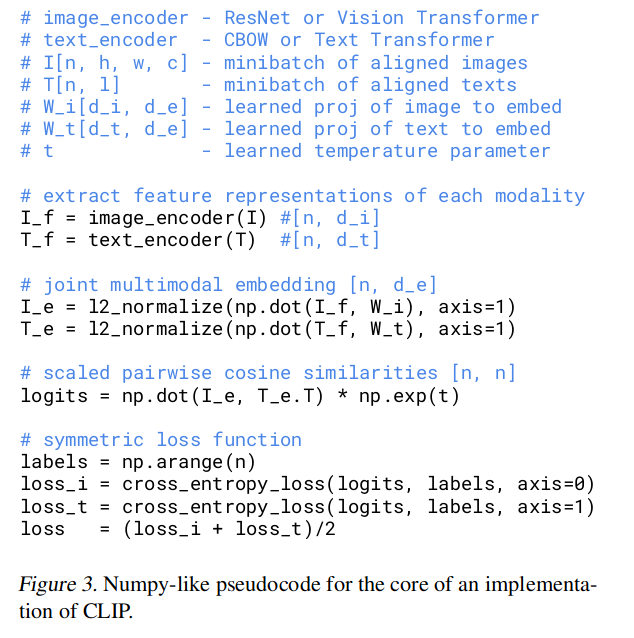 # image_encoder - ResNet or Vision Transformer
# text_encoder  - CBOW or Text Transformer
# I[n, h, w, c] - minibatch of aligned images
# T[n, l]       - minibatch of aligned texts
# W_i[d_i, d_e] - learned proj of image to embed
# W_t[d_t, d_e] - learned proj of text to embed
# t             - learned temperature parameter
# extract feature representations of each modality
I_f = image_encoder(I) #[n, d_i]
T_f = text_encoder(T)  #[n, d_t]
# joint multimodal embedding [n, d_e]
I_e = l2_normalize(np.dot(I_f, W_i), axis=1)
T_e = l2_normalize(np.dot(T_f, W_t), axis=1)
# scaled pairwise cosine similarities [n, n]
logits = np.dot(I_e, T_e.T) * np.exp(t)
# symmetric loss function
labels = np.arange(n)
loss_i = cross_entropy_loss(logits, labels, axis=0)
loss_t = cross_entropy_loss(logits, labels, axis=1)
loss   = (loss_i + loss_t)/2
Figure 3. Numpy-like pseudocode for the core of an implementa-
tion of CLIP.